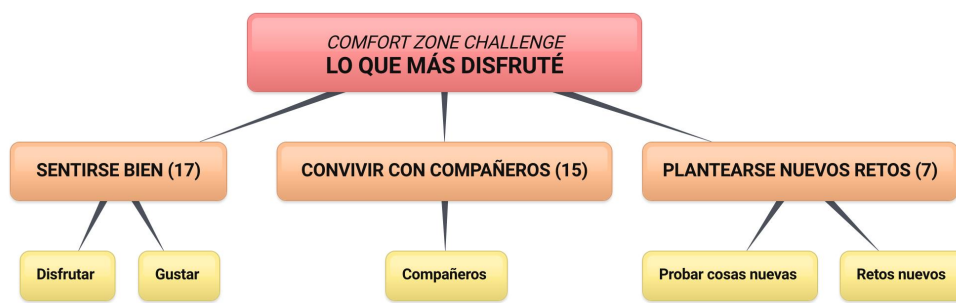 COMFORT ZONE CHALLENGE
LO QUE MÁS DISFRUTÉ
SENTIRSE BIEN (17)
CONVIVIR CON COMPAÑEROS (15)
PLANTEARSE NUEVOS RETOS (7)
Disfrutar
Gustar
Compañeros
Probar cosas nuevas
Retos nuevos